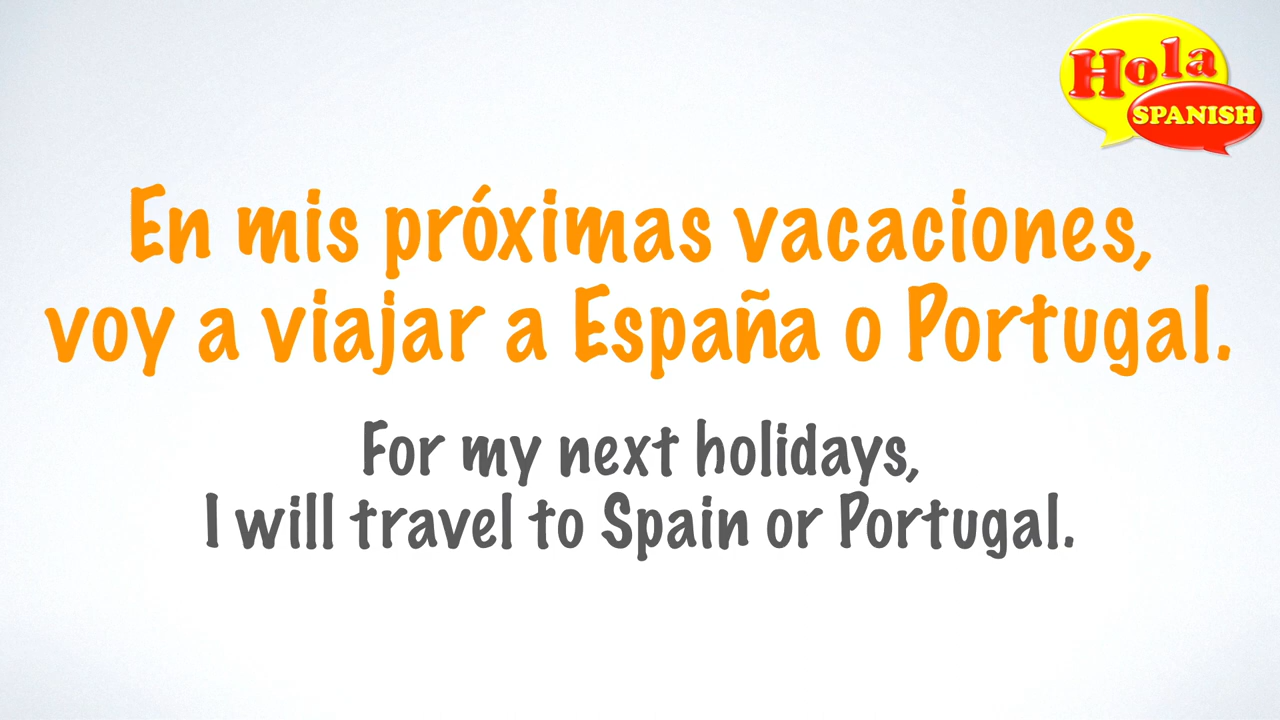 Hola
SPANISH
En mis próximas vacaciones,
voy a viajar a España o Portugal.
For my next holidays,
I will travel to Spain or Portugal.